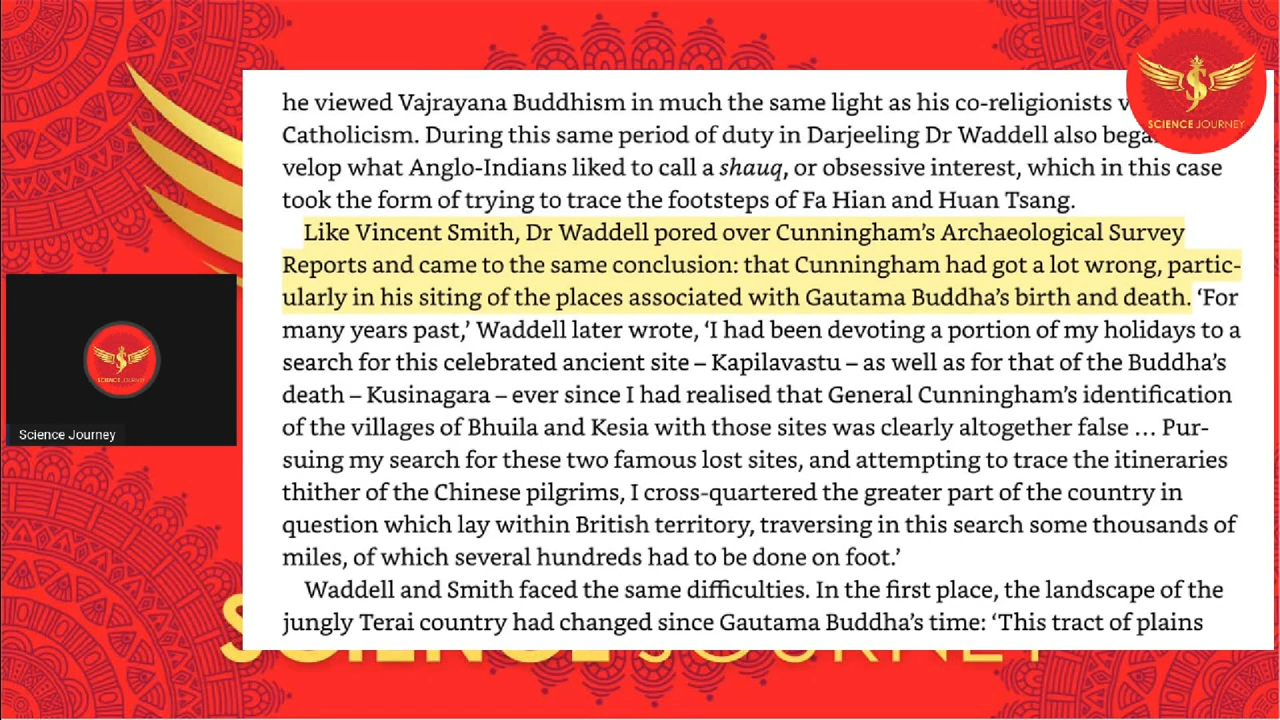 he viewed Vajrayana Buddhism in much the same light as his co-religionists
Catholicism. During this same period of duty in Darjeeling Dr Waddell also
velop what Anglo-Indians liked to call a shauq, or obsessive interest, which in this case
took the form of trying to trace the footsteps of Fa Hian and Huan Tsang.
Like Vincent Smith, Dr Waddell pored over Cunningham’s Archaeological Survey
Reports and came to the same conclusion: that Cunningham had got a lot wrong, partic-
ularly in his siting of the places associated with Gautama Buddha’s birth and death. ‘For
many years past,’ Waddell later wrote, ‘I had been devoting a portion of my holidays to a
search for this celebrated ancient site – Kapilavastu – as well as for that of the Buddha’s
death – Kusinagara – ever since I had realised that General Cunningham’s identification
of the villages of Bhuila and Kesia with those sites was clearly altogether false … Pur-
suing my search for these two famous lost sites, and attempting to trace the itineraries
thither of the Chinese pilgrims, I cross-quartered the greater part of the country in
question which lay within British territory, traversing in this search some thousands of
miles, of which several hundreds had to be done on foot.’
Waddell and Smith faced the same difficulties. In the first place, the landscape of the
jungly Terai country had changed since Gautama Buddha’s time: ‘This tract of plains
SCIENCE JOURNEY
SCIENCE JOURNEY
Science Journey
SCIENCE JOURNEY